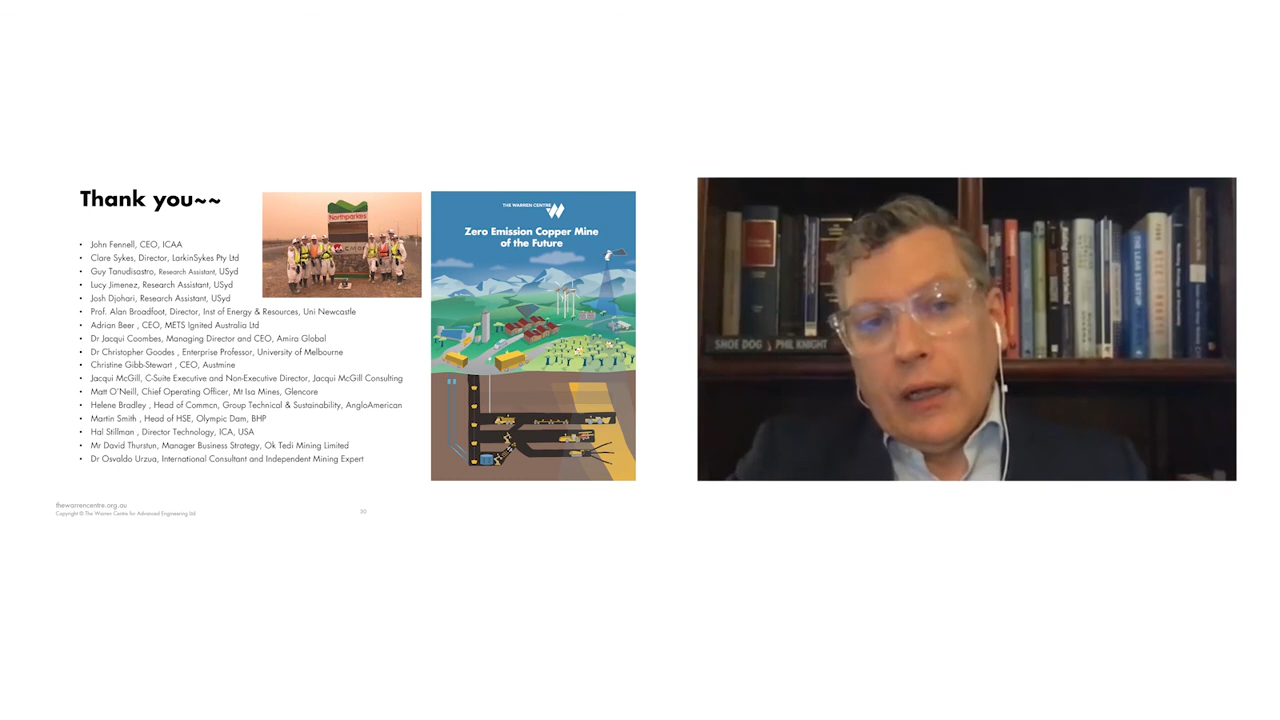 Thank you~~
• John Fennell, CEO, ICAA
• Clare Sykes, Director, LarkinSykes Pty Ltd
• Guy Tanudisastro, Research Assistant, USyd
• Lucy Jimenez, Research Assistant, USyd
• Josh Djohari, Research Assistant, USyd
• Prof. Alan Broadfoot, Director, Inst of Energy & Resources, Uni Newcastle
• Adrian Beer , CEO, METS Ignited Australia Ltd
• Dr Jacqui Coombes, Managing Director and CEO, Amira Global
• Dr Christopher Goodes , Enterprise Professor, University of Melbourne
• Christine Gibb-Stewart , CEO, Austmine
• Jacqui McGill, C-Suite Executive and Non-Executive Director, Jacqui McGill Consulting
• Matt O'Neill, Chief Operating Officer, Mt Isa Mines, Glencore
• Helene Bradley , Head of Commcn, Group Technical & Sustainability, AngloAmerican
• Martin Smith , Head of HSE, Olympic Dam, BHP
• Hal Stillman , Director Technology, ICA, USA
• Mr David Thurstun, Manager Business Strategy, Ok Tedi Mining Limited
• Dr Osvaldo Urzua, International Consultant and Independent Mining Expert
thewarrencentre.org.au
Copyright © The Warren Centre for Advanced Engineering Ltd
30
Northparkes
THE WARREN CENTRE
Zero Emission Copper Mine
of the Future
SHOE DOG PHIL KNIGHT
THE LEAN STARTUP